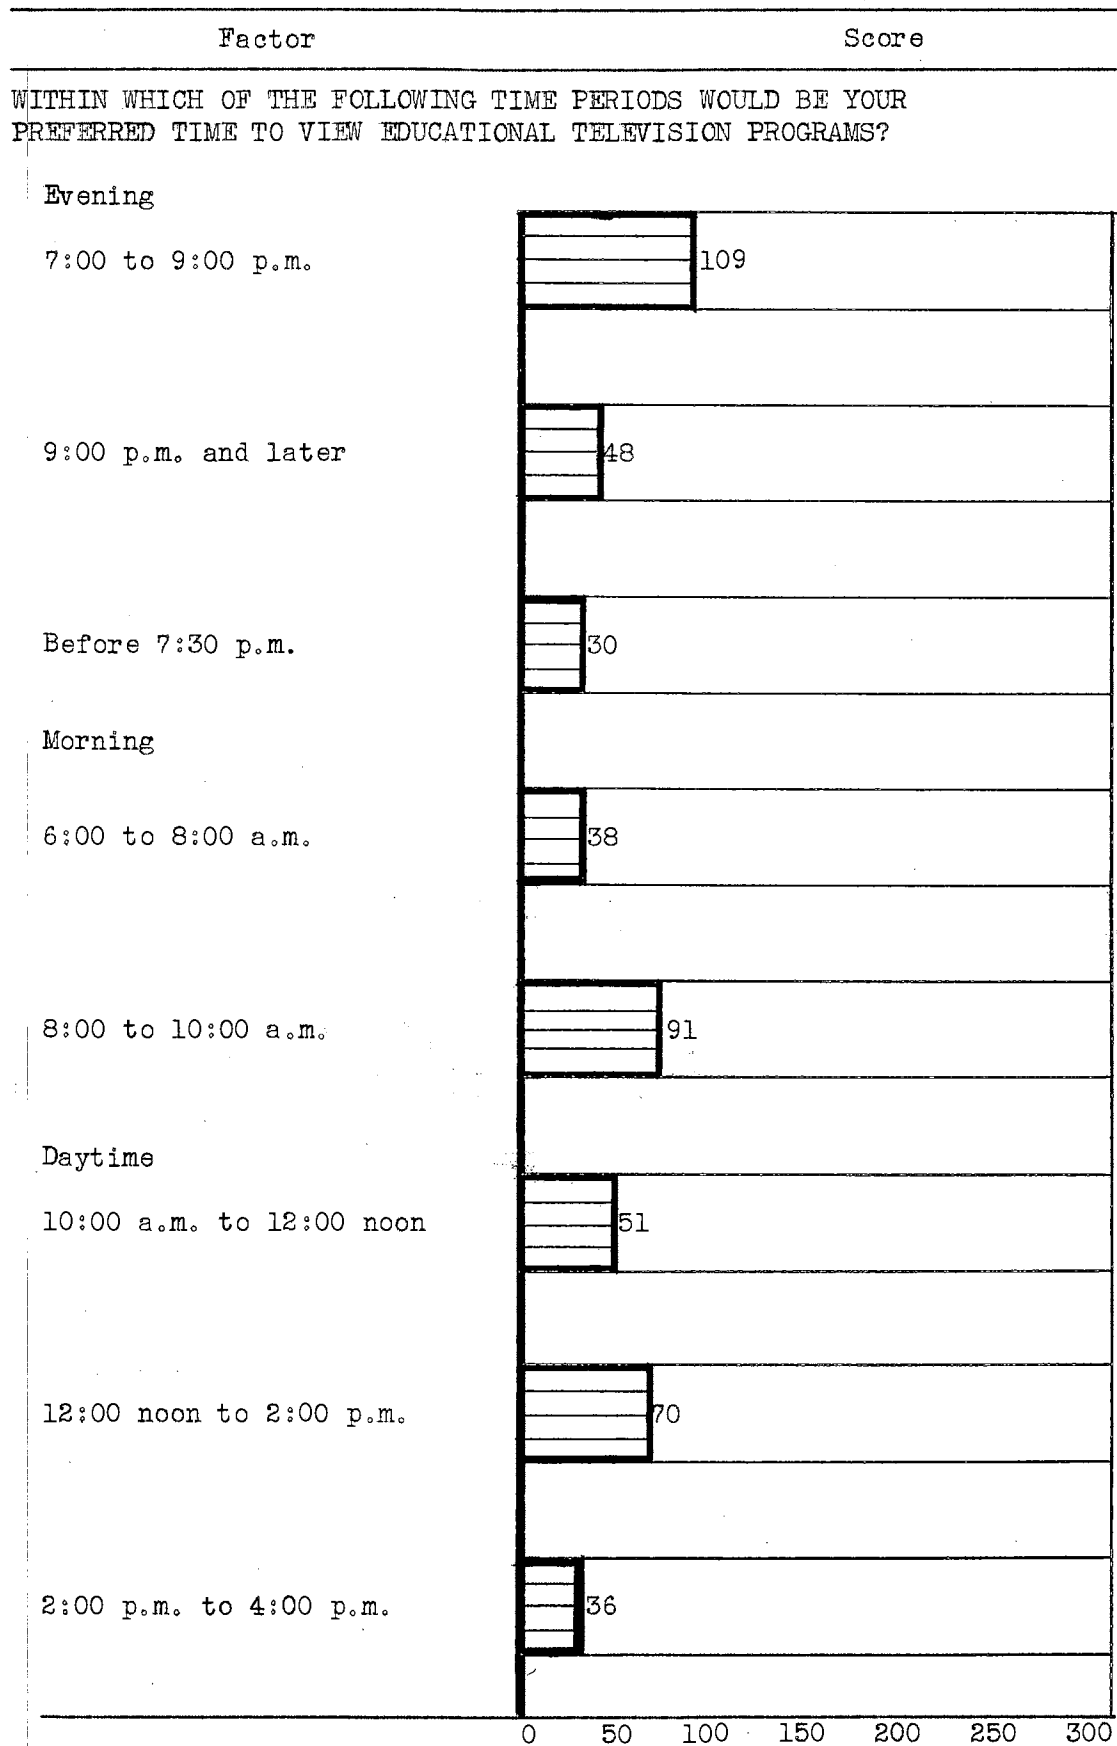 Factor Score
WITHIN WHICH OF THE FOLLOWING TIME PERIODS WOULD BE YOUR
PREFERRED TIME TO VIEW EDUCATIONAL TELEVISION PROGRAMS?
Evening
7:00 to 9:00 p.m. 109
9:00 p.m. and later 48
Before 7:30 p.m. 30
Morning
6:00 to 8:00 a.m. 38
8:00 to 10:00 a.m. 91
Daytime
10:00 a.m. to 12:00 noon 51
12:00 noon to 2:00 p.m. 70
2:00 p.m. to 4:00 p.m. 36
0 50 100 150 200 250 300